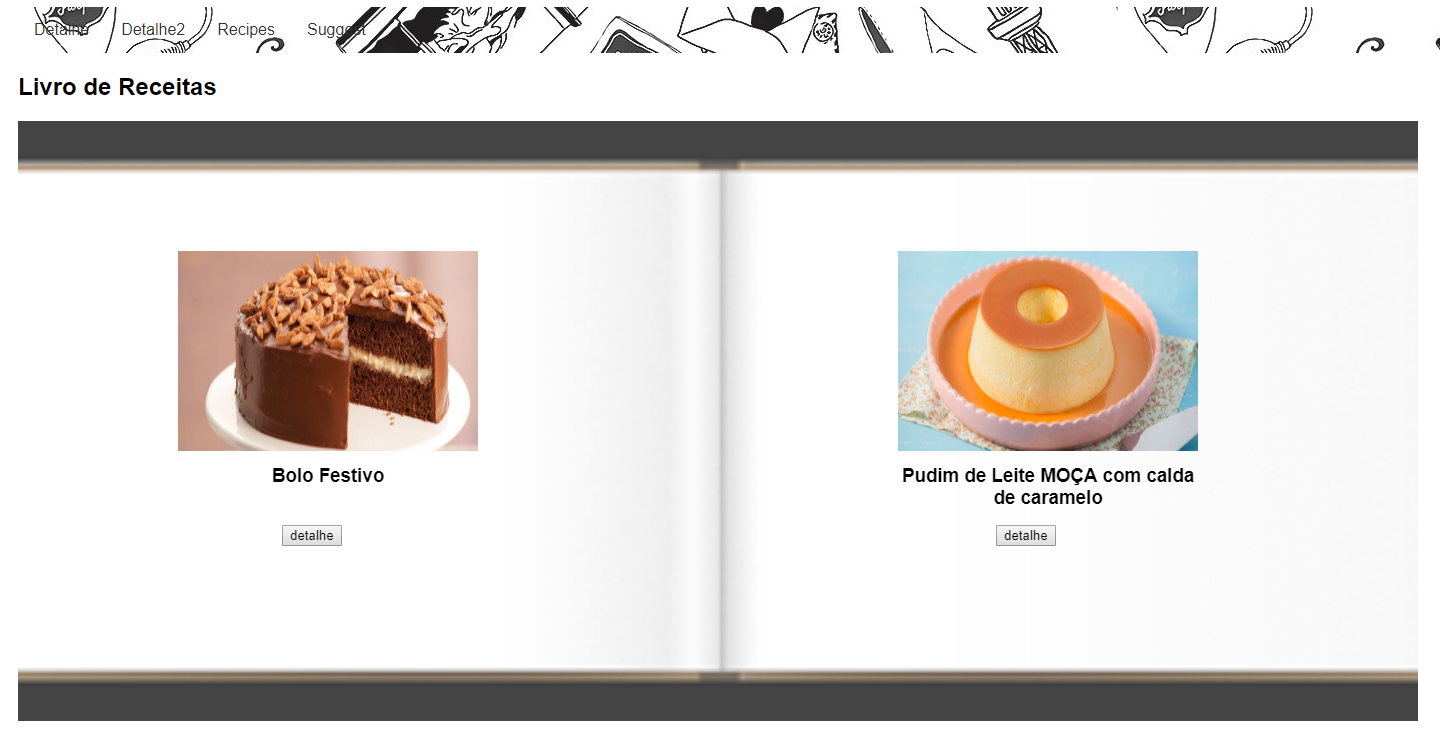 Detalhe Detalhe2 Recipes Suggest
Livro de Receitas
Bolo Festivo
detalhe
Pudim de Leite MOÇA com calda
de caramelo
detalhe